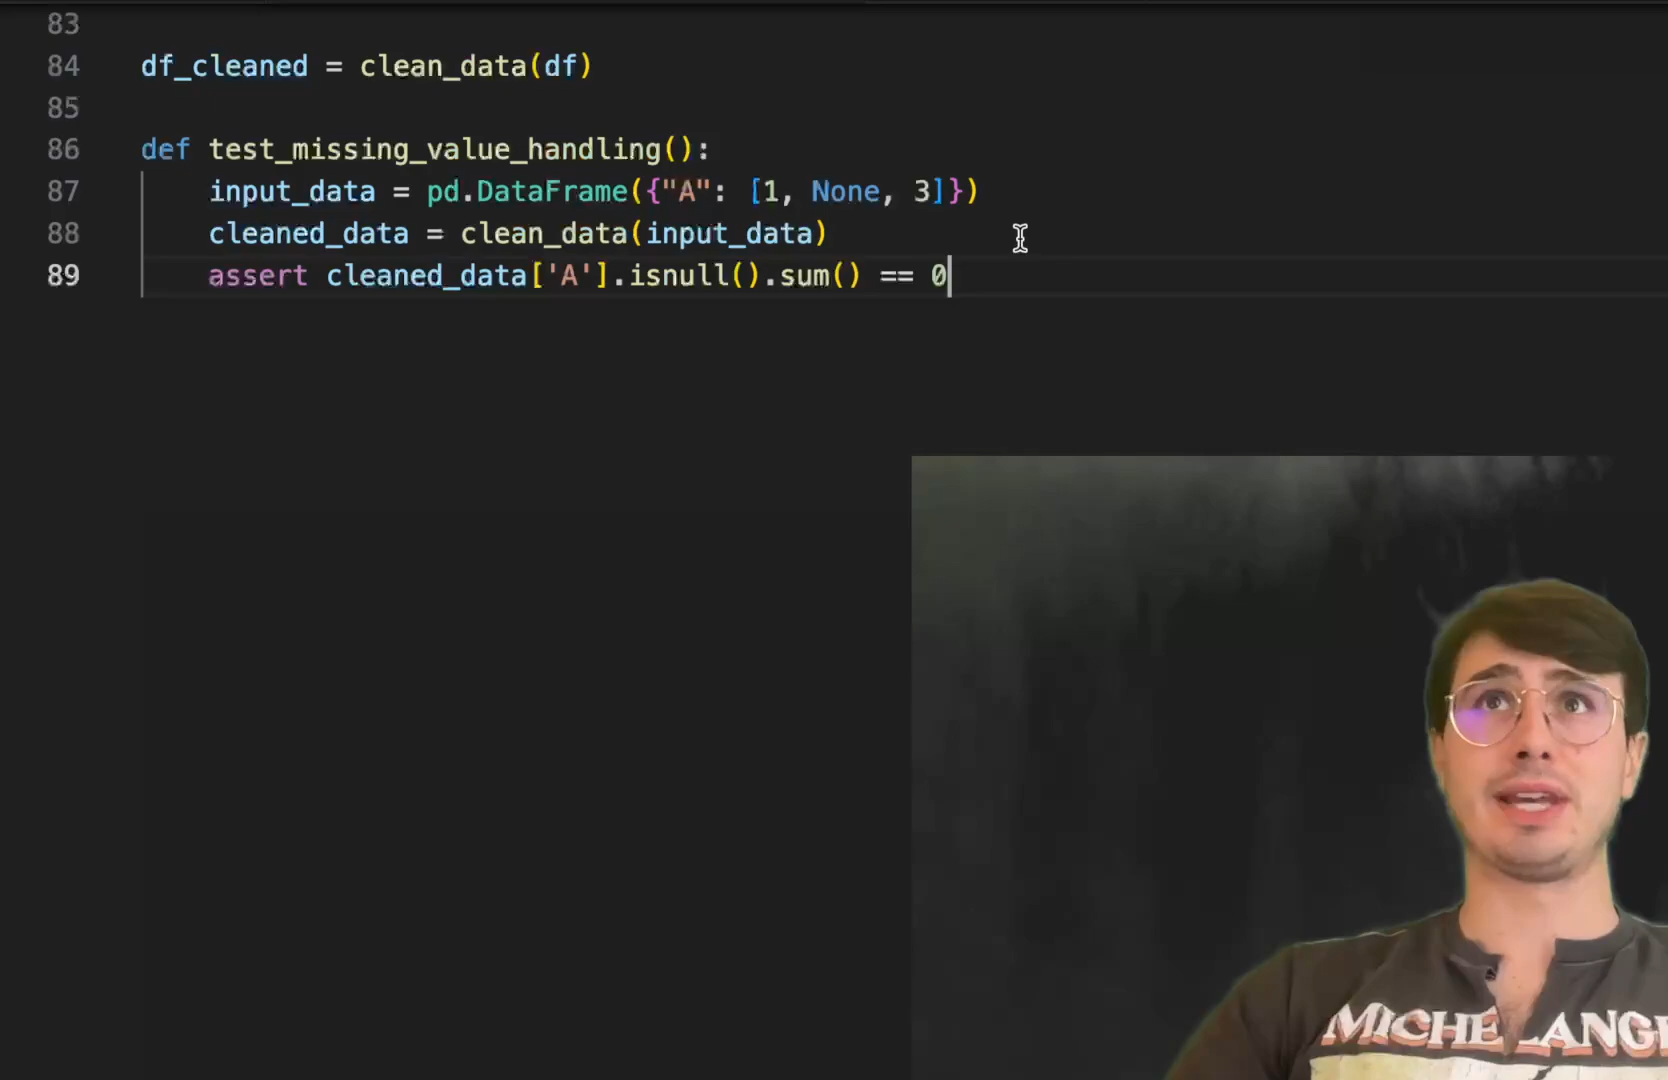 83
84 df_cleaned = clean_data(df)
85
86 def test_missing_value_handling():
87 input_data = pd.DataFrame({"A": [1, None, 3]})
88 cleaned_data = clean_data(input_data)
89 assert cleaned_data['A'].isnull().sum() == 0